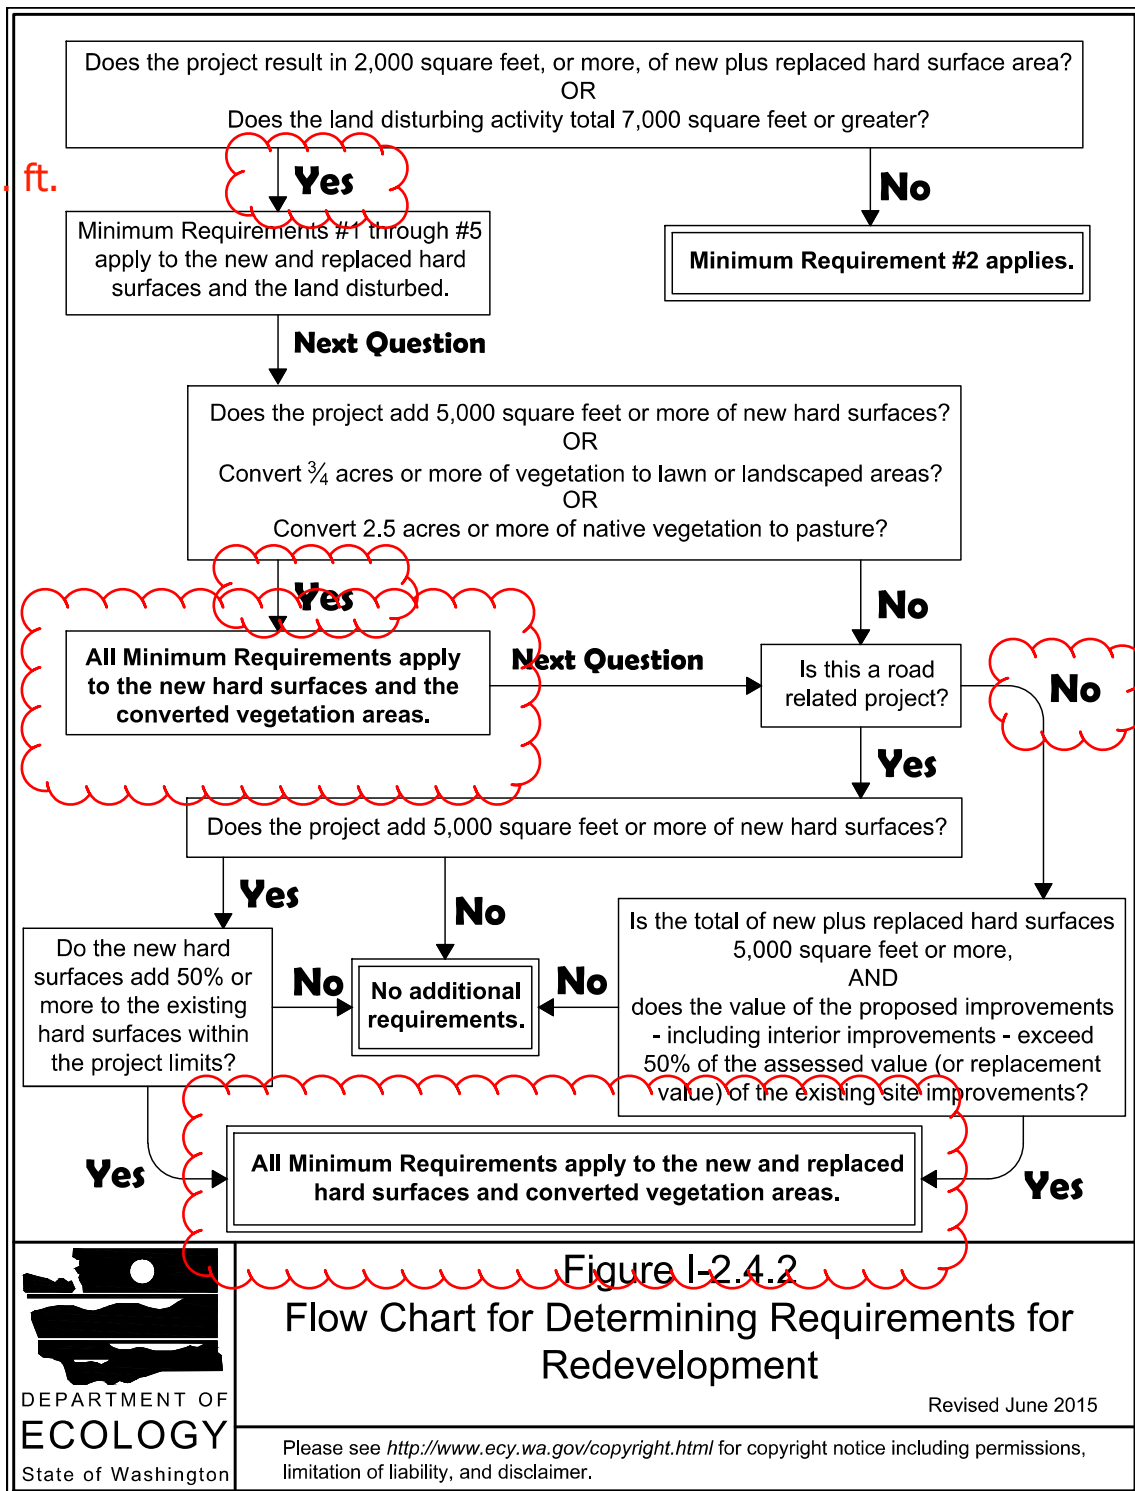 Does the project result in 2,000 square feet, or more, of new plus replaced hard surface area?
OR
Does the land disturbing activity total 7,000 square feet or greater?
. ft.
Yes
No
Minimum Requirements #1 through #5
apply to the new and replaced hard
surfaces and the land disturbed.
Minimum Requirement #2 applies.
Next Question
Does the project add 5,000 square feet or more of new hard surfaces?
OR
Convert ¾ acres or more of vegetation to lawn or landscaped areas?
OR
Convert 2.5 acres or more of native vegetation to pasture?
Yes
No
All Minimum Requirements apply
to the new hard surfaces and the
converted vegetation areas.
Next Question
Is this a road
related project?
No
Yes
Does the project add 5,000 square feet or more of new hard surfaces?
Yes
No
Do the new hard
surfaces add 50% or
more to the existing
hard surfaces within
the project limits?
No
No additional
requirements.
No
Is the total of new plus replaced hard surfaces
5,000 square feet or more,
AND
does the value of the proposed improvements
- including interior improvements - exceed
50% of the assessed value (or replacement
value) of the existing site improvements?
Yes
All Minimum Requirements apply to the new and replaced
hard surfaces and converted vegetation areas.
Yes
DEPARTMENT OF
ECOLOGY
State of Washington
Figure I-2.4.2
Flow Chart for Determining Requirements for
Redevelopment
Revised June 2015
Please see http://www.ecy.wa.gov/copyright.html for copyright notice including permissions,
limitation of liability, and disclaimer.